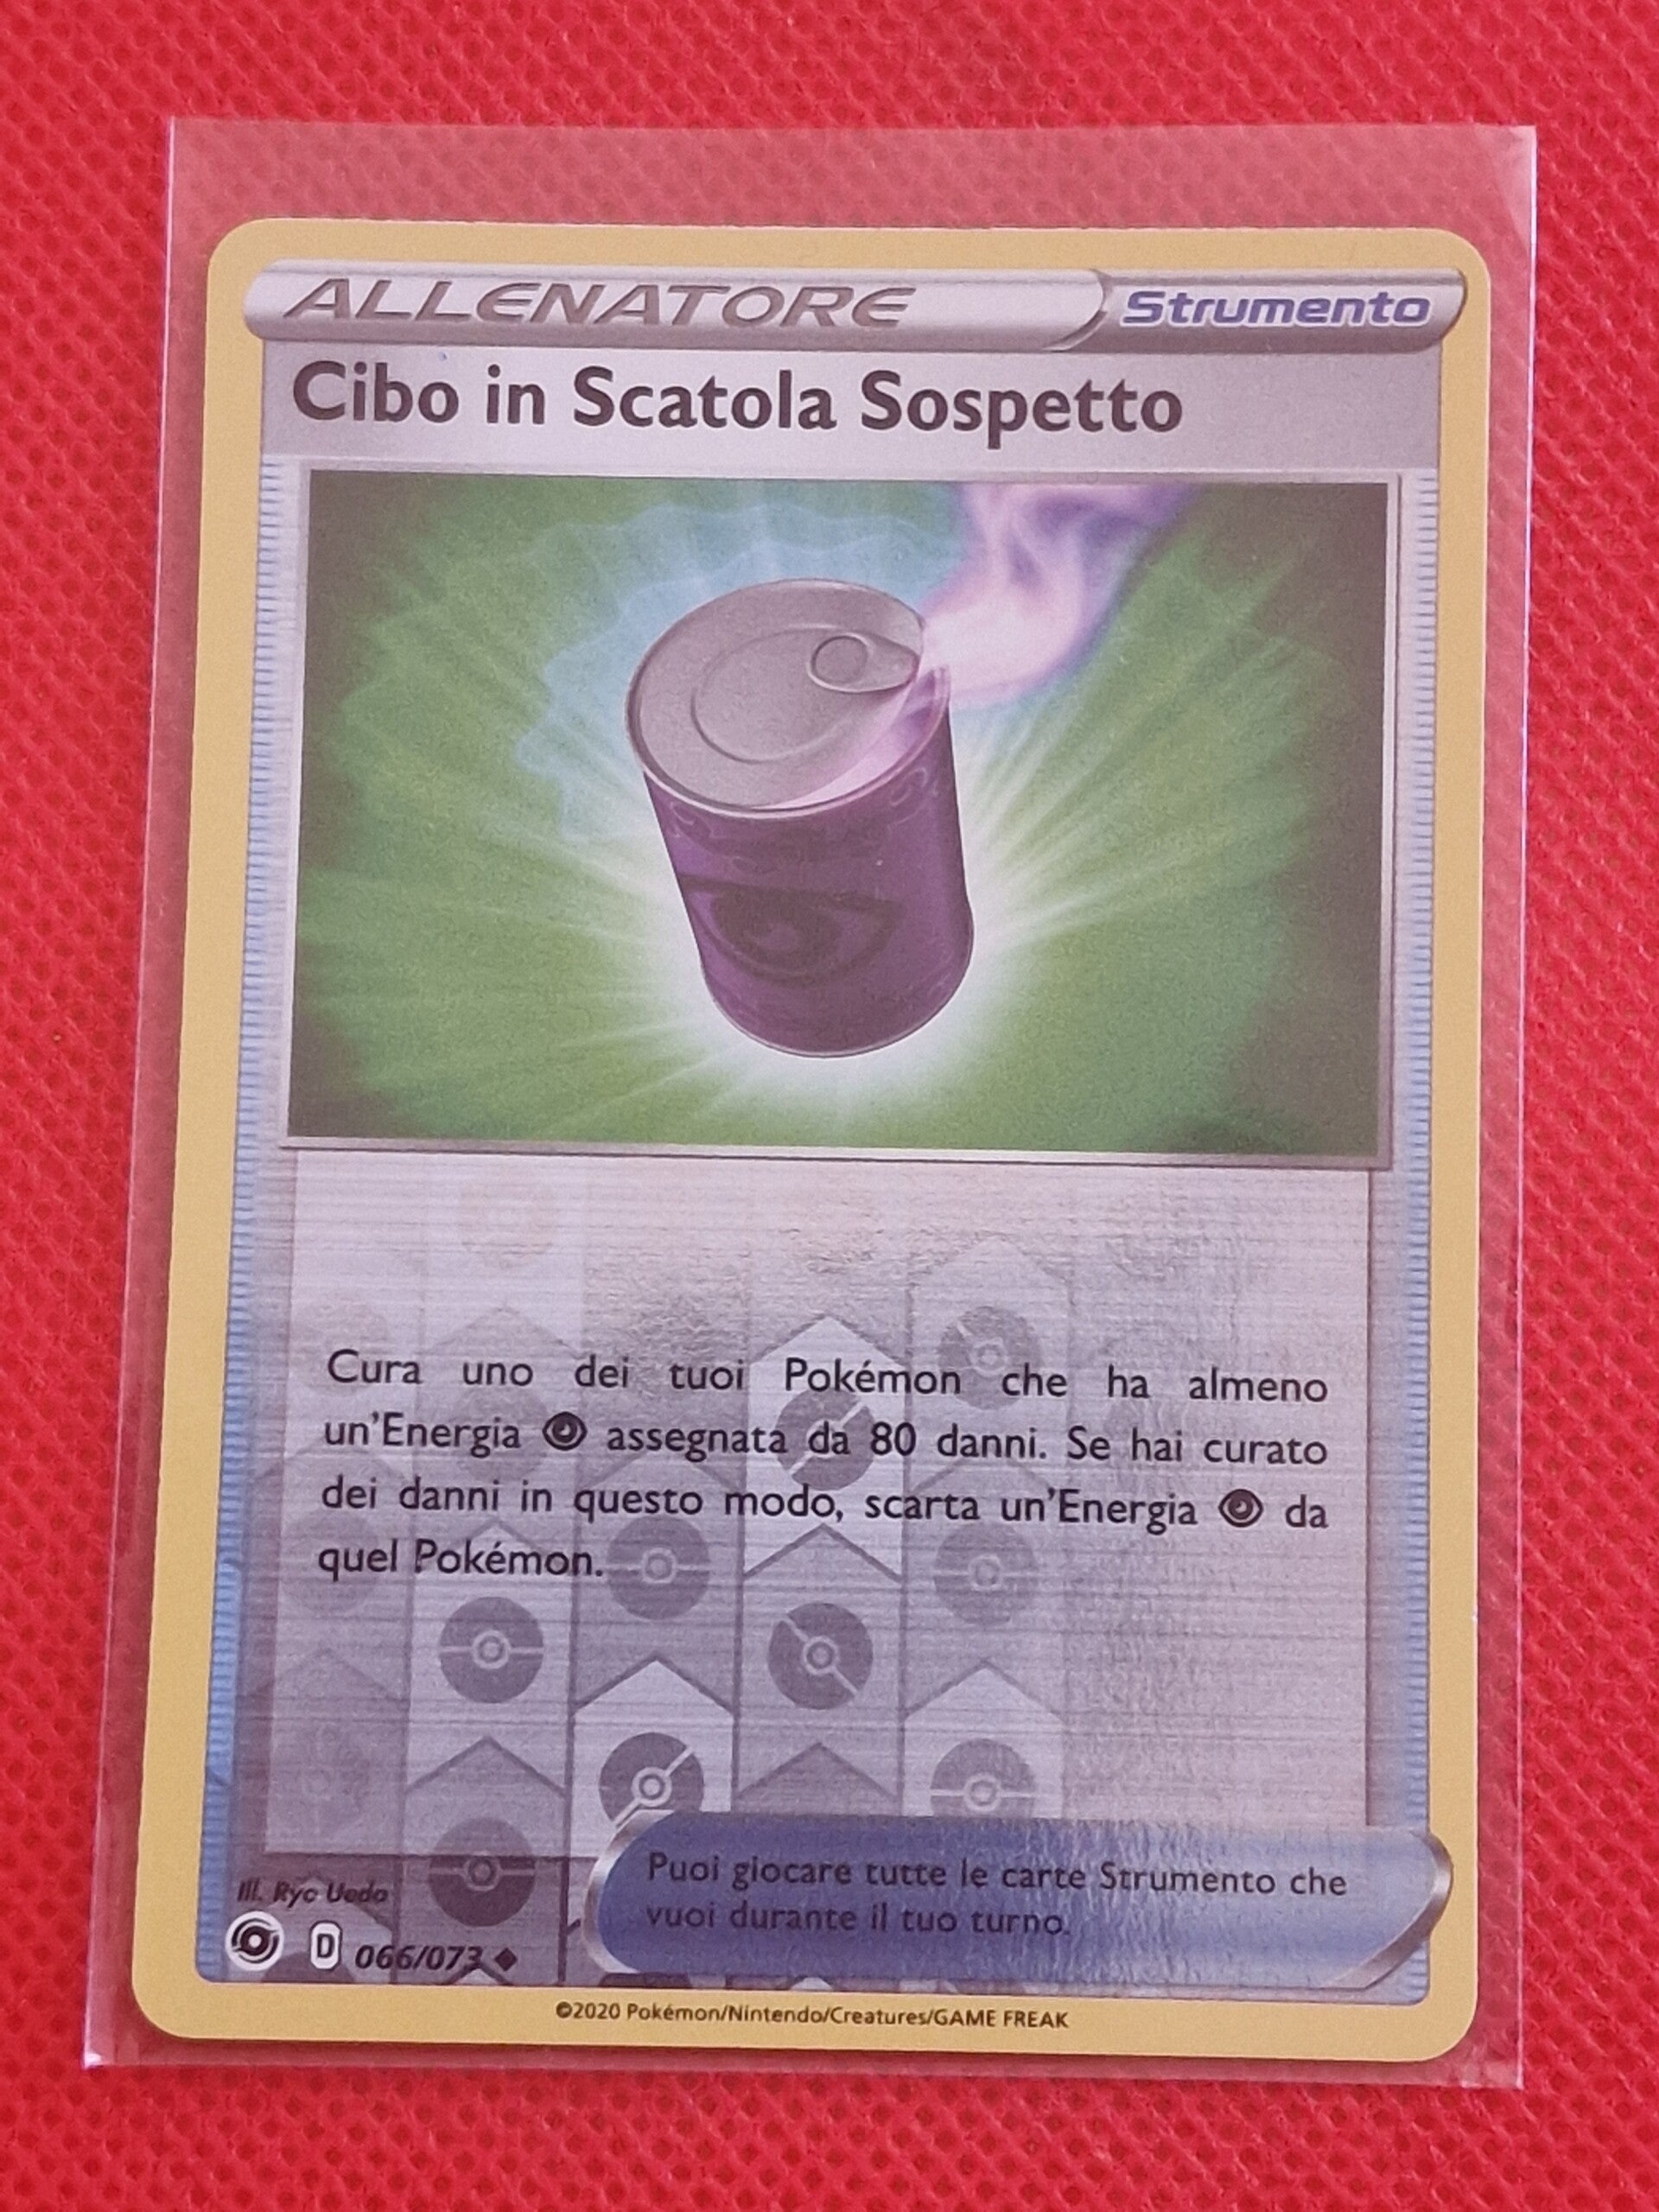 ALLENATORE Strumento
Cibo in Scatola Sospetto
Cura uno dei tuoi Pokémon che ha almeno
un'Energia assegnata da 80 danni. Se hai curato
dei danni in questo modo, scarta un'Energia da
quel Pokémon.
Puoi giocare tutte le carte Strumento che
vuoi durante il tuo turno.
Ill. Ryo Ueda
D 066/073
©2020 Pokémon/Nintendo/Creatures/GAME FREAK